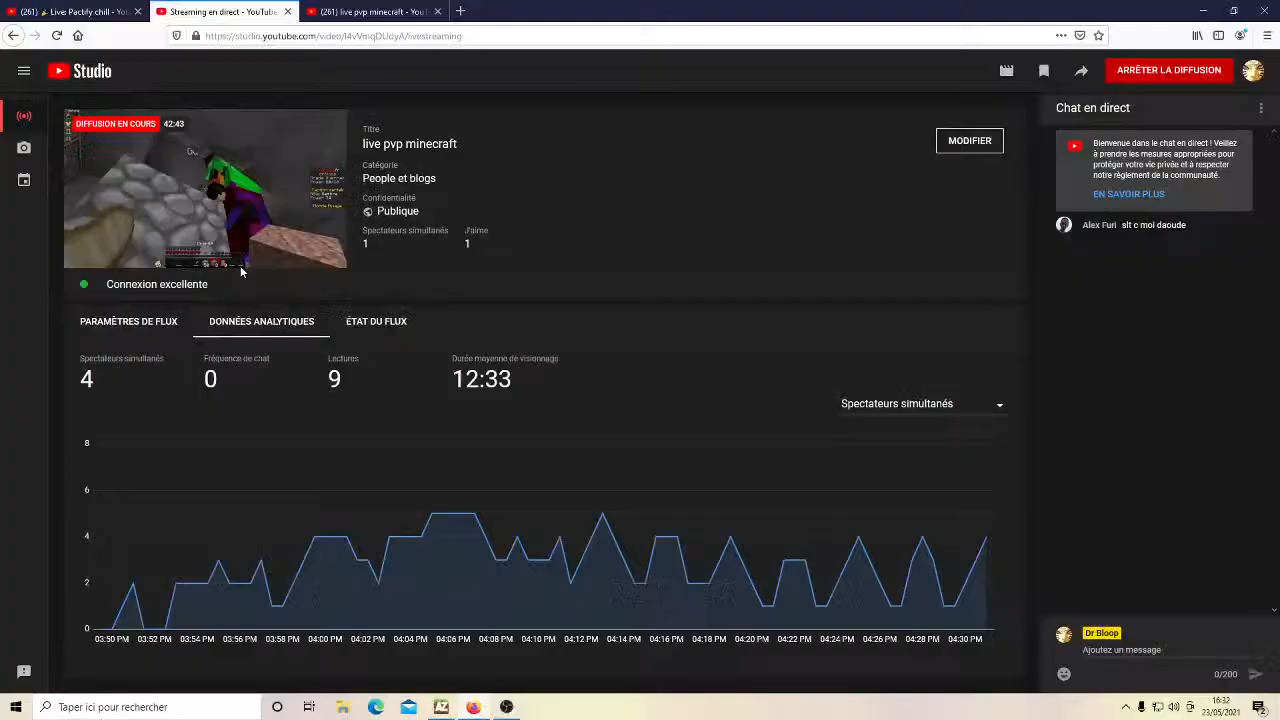 (261) Live Pactify chill - You
Streaming en direct - YouTube
(261) live pvp minecraft - YouT
https://studio.youtube.com/video/l4vVmqDUdyA/livestreaming
Studio
ARRÊTER LA DIFFUSION
DIFFUSION EN COURS 42:43
Titre
live pvp minecraft
Catégorie
People et blogs
Confidentialité
Publique
Spectateurs simultanés J'aime
1 1
MODIFIER
Connexion excellente
PARAMÈTRES DE FLUX DONNÉES ANALYTIQUES ÉTAT DU FLUX
Spectateurs simultanés Fréquence de chat Lectures Durée moyenne de visionnage
4 0 9 12:33
Spectateurs simultanés
8
6
4
2
0
03:50 PM 03:52 PM 03:54 PM 03:56 PM 03:58 PM 04:00 PM 04:02 PM 04:04 PM 04:06 PM 04:08 PM 04:10 PM 04:12 PM 04:14 PM 04:16 PM 04:18 PM 04:20 PM 04:22 PM 04:24 PM 04:26 PM 04:28 PM 04:30 PM
Chat en direct
Bienvenue dans le chat en direct ! Veillez
à prendre les mesures appropriées pour
protéger votre vie privée et à respecter
notre règlement de la communauté.
EN SAVOIR PLUS
Alex Furi slt c moi daoude
Dr Bloop
Ajoutez un message
0/200
Taper ici pour rechercher
AZ
16:32
23/05/2021
2